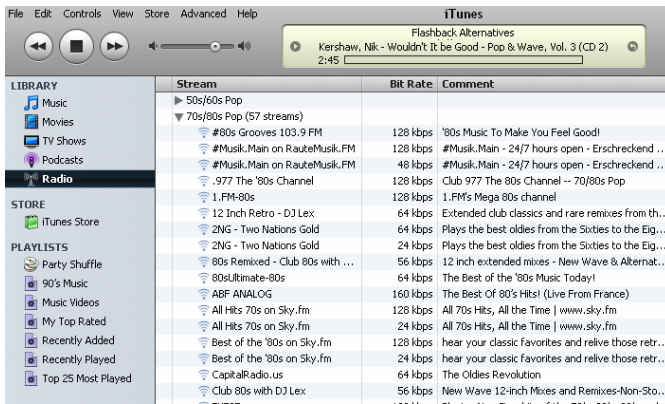 File Edit Controls View Store Advanced Help
iTunes
Flashback Alternatives
Kershaw, Nik - Wouldn't It be Good - Pop & Wave, Vol. 3 (CD 2)
2:45
LIBRARY
Music
Movies
TV Shows
Podcasts
Radio
STORE
iTunes Store
PLAYLISTS
Party Shuffle
90's Music
Music Videos
My Top Rated
Recently Added
Recently Played
Top 25 Most Played
Stream Bit Rate Comment
50s/60s Pop
70s/80s Pop (57 streams)
#80s Grooves 103.9 FM 128 kbps '80s Music To Make You Feel Good!
#Musik.Main on RauteMusik.FM 128 kbps #Musik.Main - 24/7 hours open - Erschreckend ...
#Musik.Main on RauteMusik.FM 48 kbps #Musik.Main - 24/7 hours open - Erschreckend ...
.977 The '80s Channel 128 kbps Club 977 The 80s Channel -- 70/80s Pop
1.FM-80s 128 kbps 1.FM's Mega 80s channel
12 Inch Retro - DJ Lex 64 kbps Extended club classics and rare remixes from th...
2NG - Two Nations Gold 64 kbps Plays the best oldies from the Sixties to the Eig...
2NG - Two Nations Gold 24 kbps Plays the best oldies from the Sixties to the Eig...
80s Remixed - Club 80s with ... 56 kbps 12 inch extended mixes - New Wave & Alternat...
80sUltimate-80s 64 kbps The Best of the '80s Music Today!
ABF ANALOG 160 kbps The Best Of 80's Hits! (Live From France)
All Hits 70s on Sky.fm 128 kbps All 70s Hits, All the Time | www.sky.fm
All Hits 70s on Sky.fm 24 kbps All 70s Hits, All the Time | www.sky.fm
Best of the '80s on Sky.fm 128 kbps hear your classic favorites and relive those retr...
Best of the '80s on Sky.fm 24 kbps hear your classic favorites and relive those retr...
CapitalRadio.us 64 kbps The Oldies Revolution
Club 80s with DJ Lex 56 kbps New Wave 12-inch Mixes and Remixes-Non-Sto...